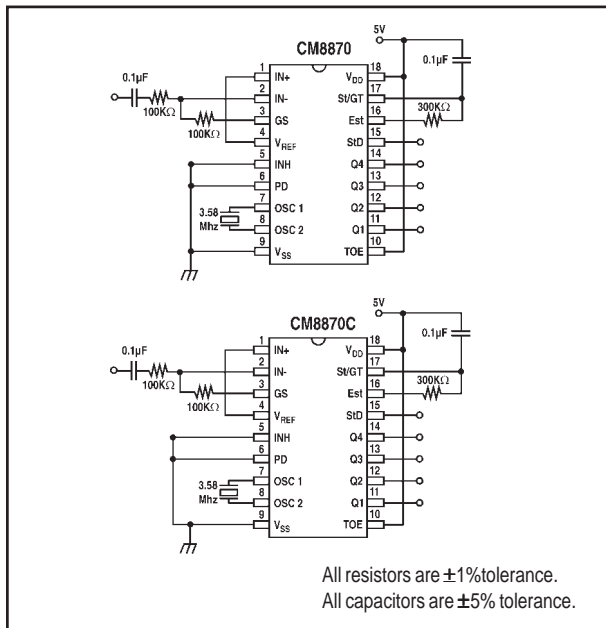 CM8870
5V
0.1µF
0.1µF
100KΩ
100KΩ
300KΩ
1 IN+
2 IN-
3 GS
4 VREF
5 INH
6 PD
7 OSC 1
8 OSC 2
9 VSS
VDD 18
St/GT 17
Est 16
StD 15
Q4 14
Q3 13
Q2 12
Q1 11
TOE 10
3.58
Mhz
CM8870C
5V
0.1µF
0.1µF
100KΩ
100KΩ
300KΩ
1 IN+
2 IN-
3 GS
4 VREF
5 INH
6 PD
7 OSC 1
8 OSC 2
9 VSS
VDD 18
St/GT 17
Est 16
StD 15
Q4 14
Q3 13
Q2 12
Q1 11
TOE 10
3.58
Mhz
All resistors are ±1%tolerance.
All capacitors are ±5% tolerance.